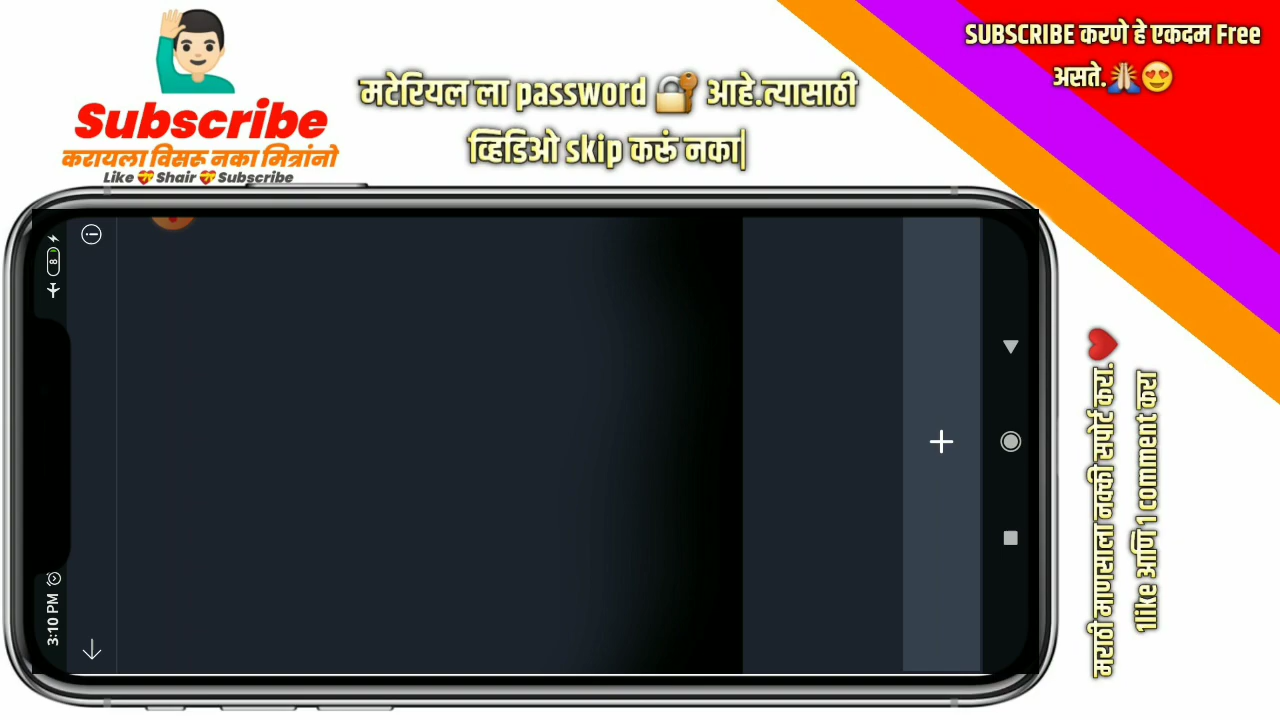 SUBSCRIBE करणे हे एकदम Free
असते.🙏😍
मटेरियल ला password 🔐 आहे.त्यासाठी
व्हिडिओ skip करूं नका|
Subscribe
करायला विसरू नका मित्रांनो
Like 💝 Shair 💝 Subscribe
8
3:10 PM
मराठी माणसाला नक्की सपोर्ट करा.
1like आणि 1 comment करा